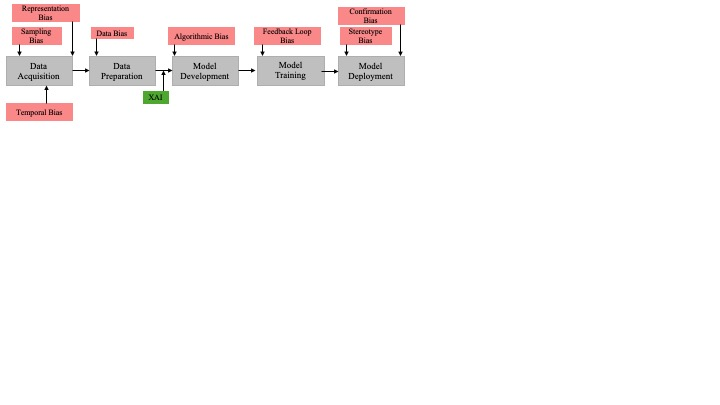 Representation
Bias
Sampling
Bias
Data Bias
Algorithmic Bias
Feedback Loop
Bias
Confirmation
Bias
Stereotype
Bias
Data
Acquisition
Data
Preparation
Model
Development
Model
Training
Model
Deployment
XAI
Temporal Bias